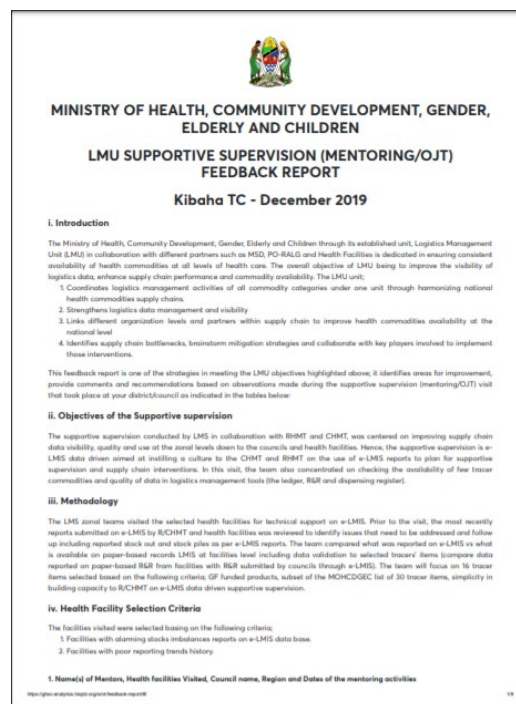 MINISTRY OF HEALTH, COMMUNITY DEVELOPMENT, GENDER,
ELDERLY AND CHILDREN
LMU SUPPORTIVE SUPERVISION (MENTORING/OJT)
FEEDBACK REPORT
Kibaha TC - December 2019
i. Introduction
The Ministry of Health, Community Development, Gender, Elderly and Children through its established unit, Logistics Management
Unit (LMU) in collaboration with different partners such as MSD, PO-RALG and Health Facilities is dedicated in ensuring consistent
availability of health commodities at all levels of health care. The overall objective of LMU being to improve the visibility of
logistics data, enhance supply chain performance and commodity availability. The LMU unit;
1. Coordinates logistics management activities of all commodity categories under one unit through harmonizing national
health commodities supply chains.
2. Strengthens logistics data management and visibility
3. Links different organization levels and partners within supply chain to improve health commodities availability at the
national level
4. Identifies supply chain bottlenecks, brainstorm mitigation strategies and collaborate with key players involved to implement
those interventions.
This feedback report is one of the strategies in meeting the LMU objectives highlighted above; it identifies areas for improvement,
provide comments and recommendations based on observations made during the supportive supervision (mentoring/OJT) visit
that took place at your district/council as indicated in the tables below:
ii. Objectives of the Supportive supervision
The supportive supervision conducted by LMS in collaboration with RHMT and CHMT, was centered on improving supply chain
data visibility, quality and use at the zonal levels down to the councils and health facilities. Hence, the supportive supervision is e-
LMIS data driven aimed at instilling a culture to the CHMT and RHMT on the use of e-LMIS reports to plan for supportive
supervision and supply chain interventions. In this visit, the team also concentrated on checking the availability of few tracer
commodities and quality of data in logistics management tools (the ledger, R&R and dispensing register).
iii. Methodology
The LMS zonal teams visited the selected health facilities for technical support on e-LMIS. Prior to the visit, the most recently
reports submitted on e-LMIS by R/CHMT and health facilities was reviewed to identify issues that need to be addressed and follow
up including reported stock out and stock piles as per e-LMIS reports. The team compared what was reported on e-LMIS vs what
is available on paper-based records LMIS at facilities level including data validation to selected tracers' items (compare data
reported on paper-based R&R from facilities with R&R submitted by councils through e-LMIS). The team will focus on 16 tracer
items selected based on the following criteria; GF funded products, subset of the MOHCDGEC list of 30 tracer items, simplicity in
building capacity to R/CHMT on e-LMIS data driven supportive supervision.
iv. Health Facility Selection Criteria
The facilities visited were selected basing on the following criteria;
1. Facilities with alarming stocks imbalances reports on e-LMIS data base.
2. Facilities with poor reporting trends history.
1. Name(s) of Mentors, Health facilities Visited, Council name, Region and Dates of the mentoring activities